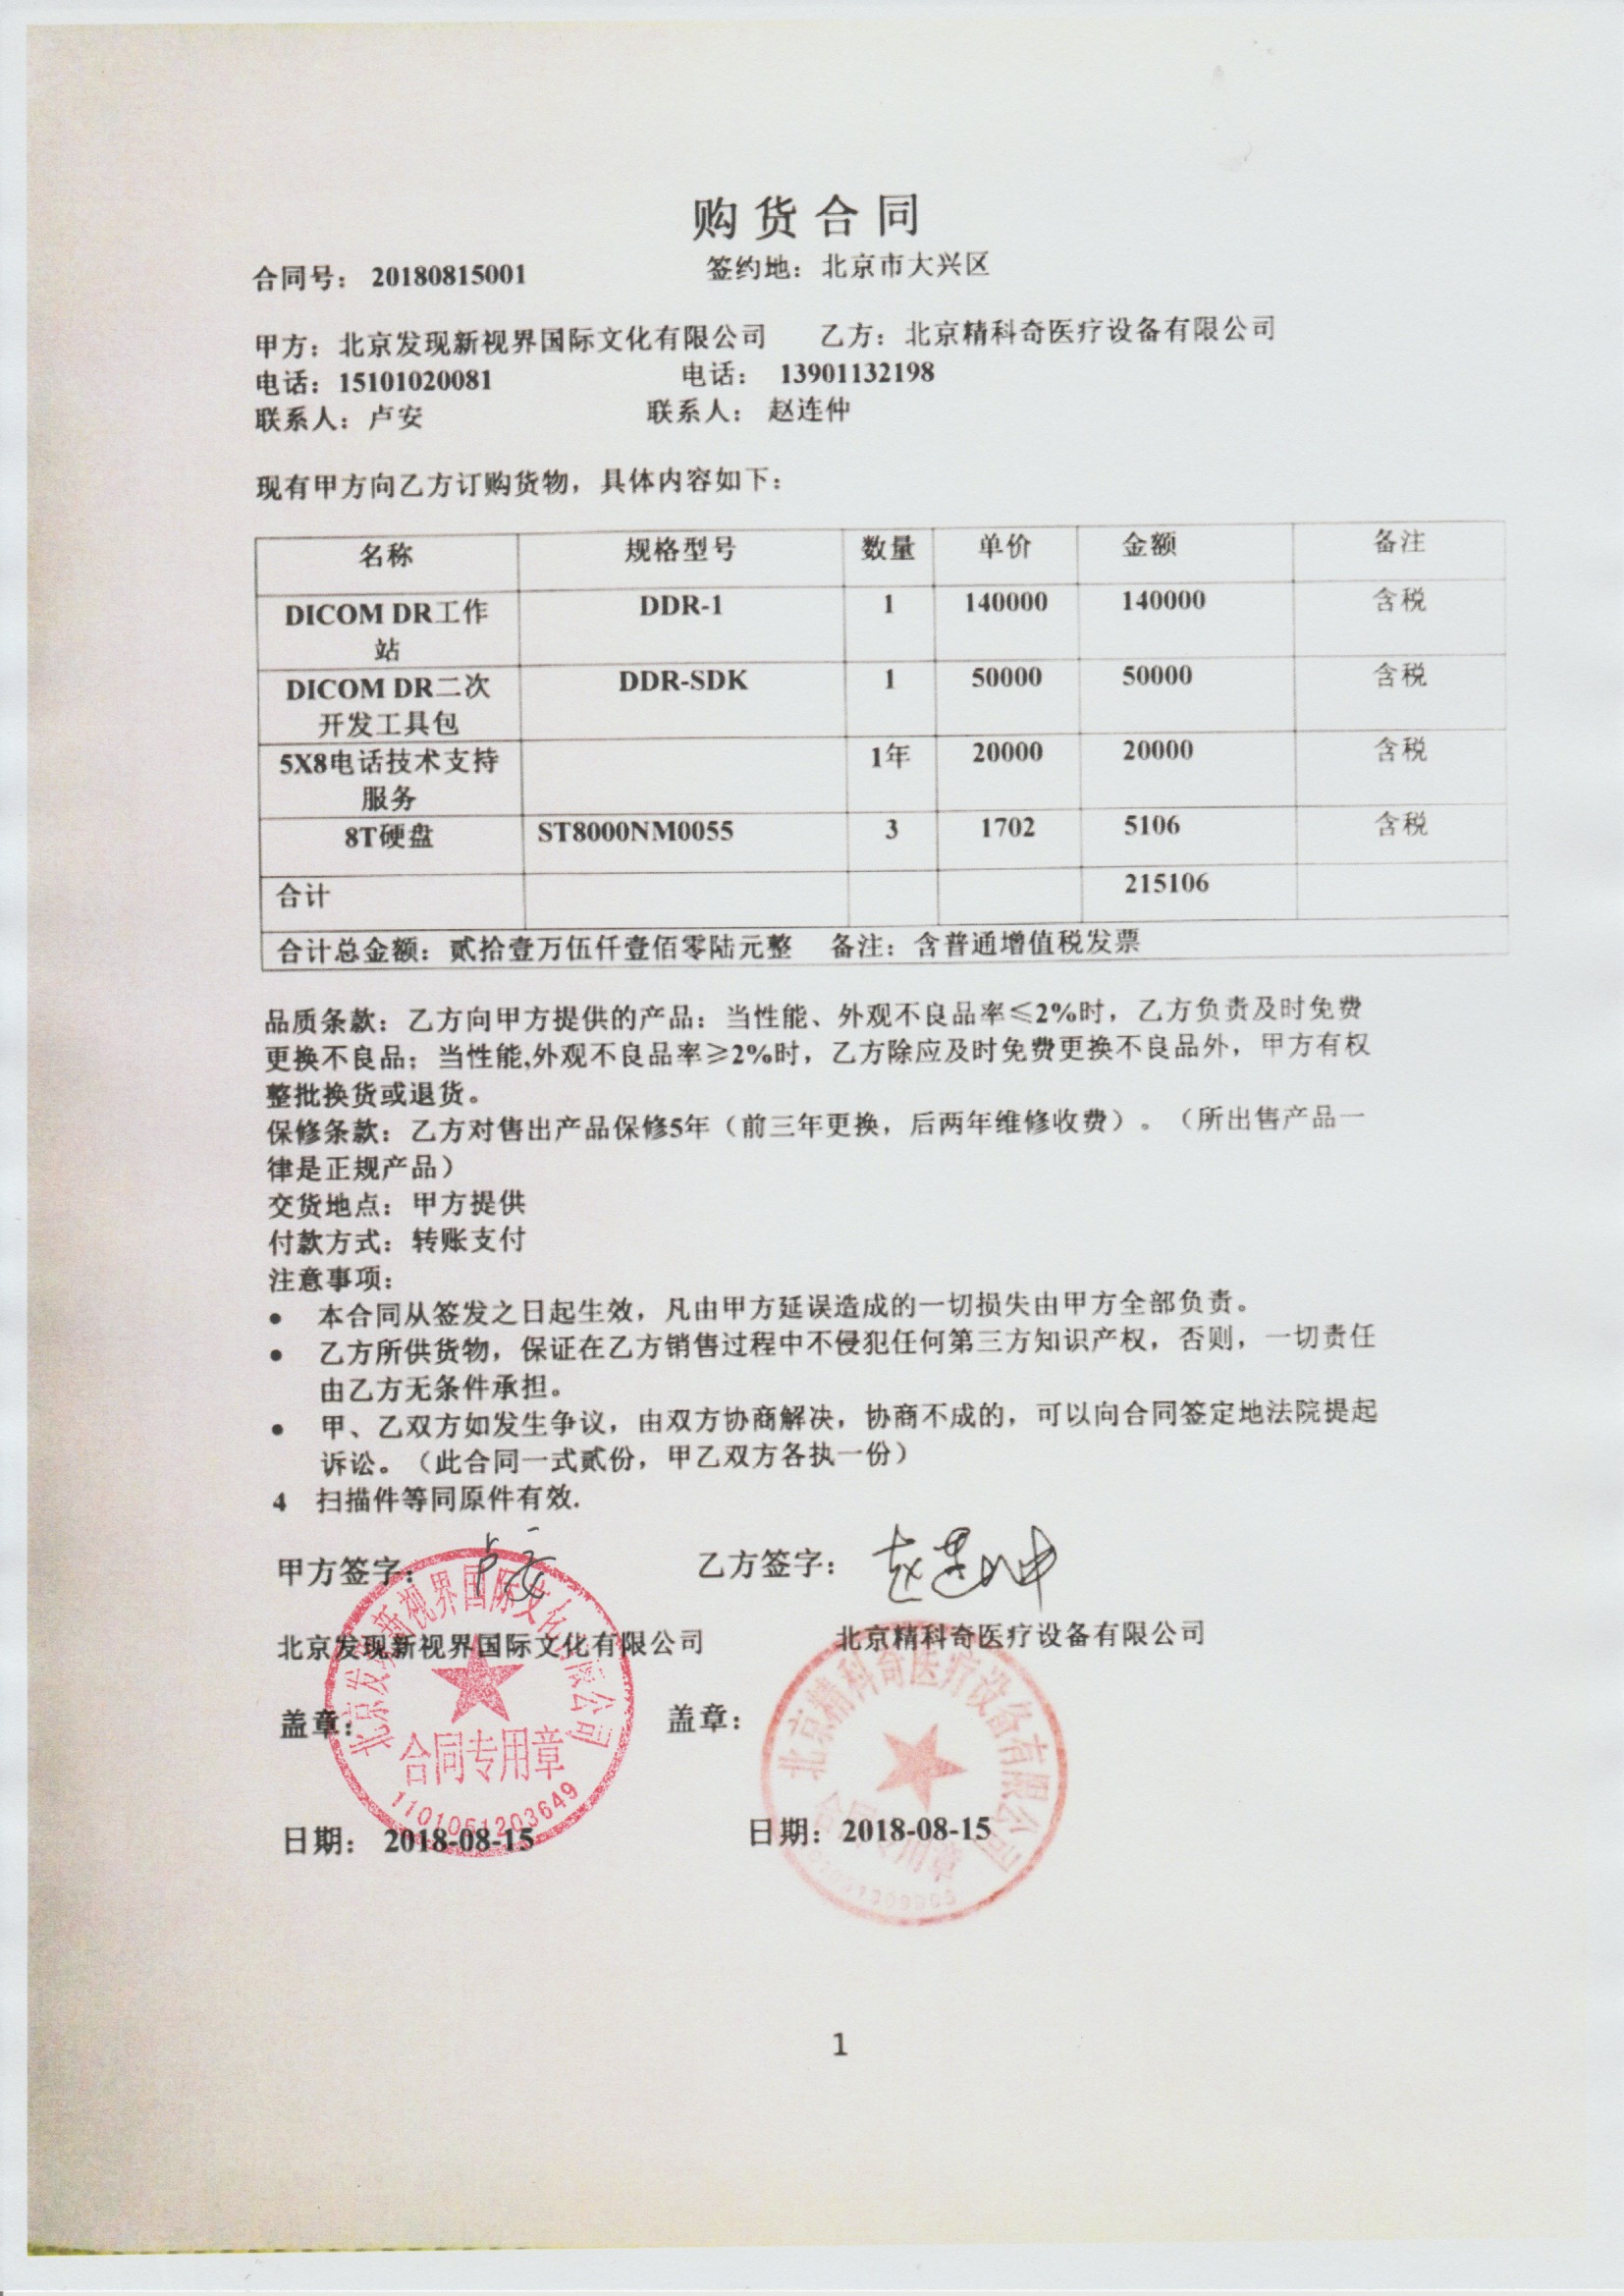 购货合同
合同号： 20180815001 签约地：北京市大兴区
甲方：北京发现新视界国际文化有限公司 乙方：北京精科奇医疗设备有限公司
电话：15101020081 电话： 13901132198
联系人：卢安 联系人： 赵连仲
现有甲方向乙方订购货物，具体内容如下：
名称 规格型号 数量 单价 金额 备注
DICOM DR工作 DDR-1 1 140000 140000 含税
站
DICOM DR二次 DDR-SDK 1 50000 50000 含税
开发工具包
5X8电话技术支持 1年 20000 20000 含税
服务
8T硬盘 ST8000NM0055 3 1702 5106 含税
合计 215106
合计总金额：贰拾壹万伍仟壹佰零陆元整 备注：含普通增值税发票
品质条款：乙方向甲方提供的产品：当性能、外观不良品率≤2%时，乙方负责及时免费
更换不良品；当性能,外观不良品率≥2%时，乙方除应及时免费更换不良品外，甲方有权
整批换货或退货。
保修条款：乙方对售出产品保修5年（前三年更换，后两年维修收费）。（所出售产品一
律是正规产品）
交货地点：甲方提供
付款方式：转账支付
注意事项：
● 本合同从签发之日起生效，凡由甲方延误造成的一切损失由甲方全部负责。
● 乙方所供货物，保证在乙方销售过程中不侵犯任何第三方知识产权，否则，一切责任
由乙方无条件承担。
● 甲、乙双方如发生争议，由双方协商解决，协商不成的，可以向合同签定地法院提起
诉讼。（此合同一式贰份，甲乙双方各执一份）
4 扫描件等同原件有效.
甲方签字： 卢安 乙方签字： 赵连仲
北京发现新视界国际文化有限公司 北京精科奇医疗设备有限公司
盖章： 盖章：
北京发现新视界国际文化有限公司
合同专用章
1101051203649
北京精科奇医疗设备有限公司
合同专用章
日期： 2018-08-15 日期：2018-08-15
1